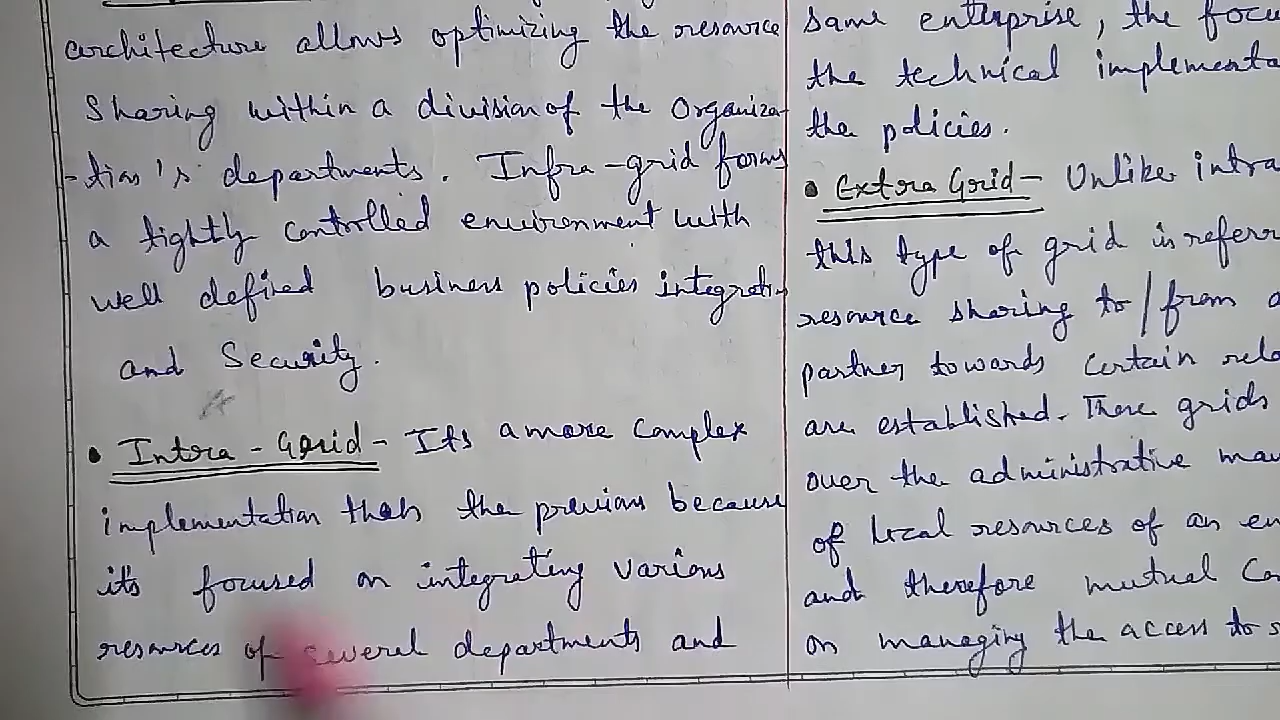 architecture allows optimizing the resource
Sharing within a division of the Organiza
-tion's departments. Infra-grid forms
a tightly controlled environment with
well defined business policies integrati
and Security.
• Intra-Grid- Its a more Complex
implementation than the previous because
it's focused on integrating various
resources of several departments and
same enterprise, the focu
the technical implementa
the policies.
• Extra Grid- Unlike intra
this type of grid is referr
resource sharing to/from a
partner towards certain rela
are established. These grids
over the administrative man
of local resources of an en
and therefore mutual Con
on managing the access to s